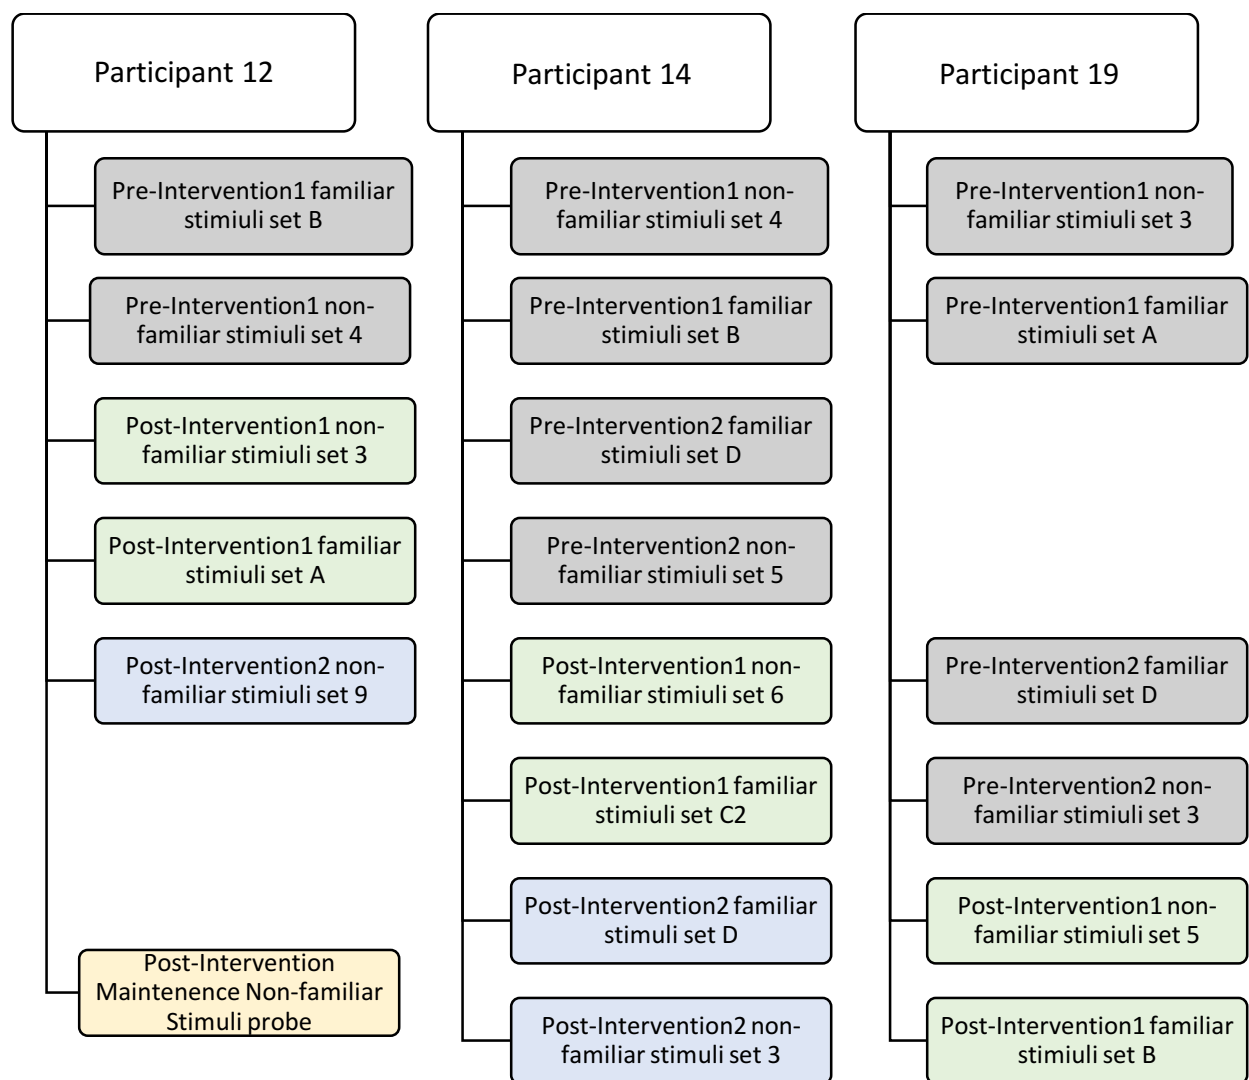 Participant 12
Pre-Intervention1 familiar
stimiuli set B
Pre-Intervention1 non-
familiar stimiuli set 4
Post-Intervention1 non-
familiar stimiuli set 3
Post-Intervention1 familiar
stimiuli set A
Post-Intervention2 non-
familiar stimiuli set 9
Post-Intervention
Maintenence Non-familiar
Stimuli probe
Participant 14
Pre-Intervention1 non-
familiar stimiuli set 4
Pre-Intervention1 familiar
stimiuli set B
Pre-Intervention2 familiar
stimiuli set D
Pre-Intervention2 non-
familiar stimiuli set 5
Post-Intervention1 non-
familiar stimiuli set 6
Post-Intervention1 familiar
stimiuli set C2
Post-Intervention2 familiar
stimuli set D
Post-Intervention2 non-
familiar stimuli set 3
Participant 19
Pre-Intervention1 non-
familiar stimiuli set 3
Pre-Intervention1 familiar
stimiuli set A
Pre-Intervention2 familiar
stimiuli set D
Pre-Intervention2 non-
familiar stimiuli set 3
Post-Intervention1 non-
familiar stimiuli set 5
Post-Intervention1 familiar
stimiuli set B